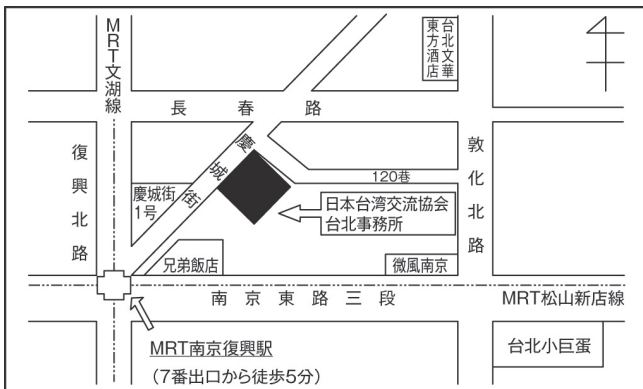 MRT文湖線
台北文華
東方酒店
長春路
復興北路
慶城街
慶城街
1号
120巷
敦化北路
日本台湾交流協会
台北事務所
兄弟飯店
微風南京
南京東路三段
MRT松山新店線
MRT南京復興駅
(7番出口から徒歩5分)
台北小巨蛋